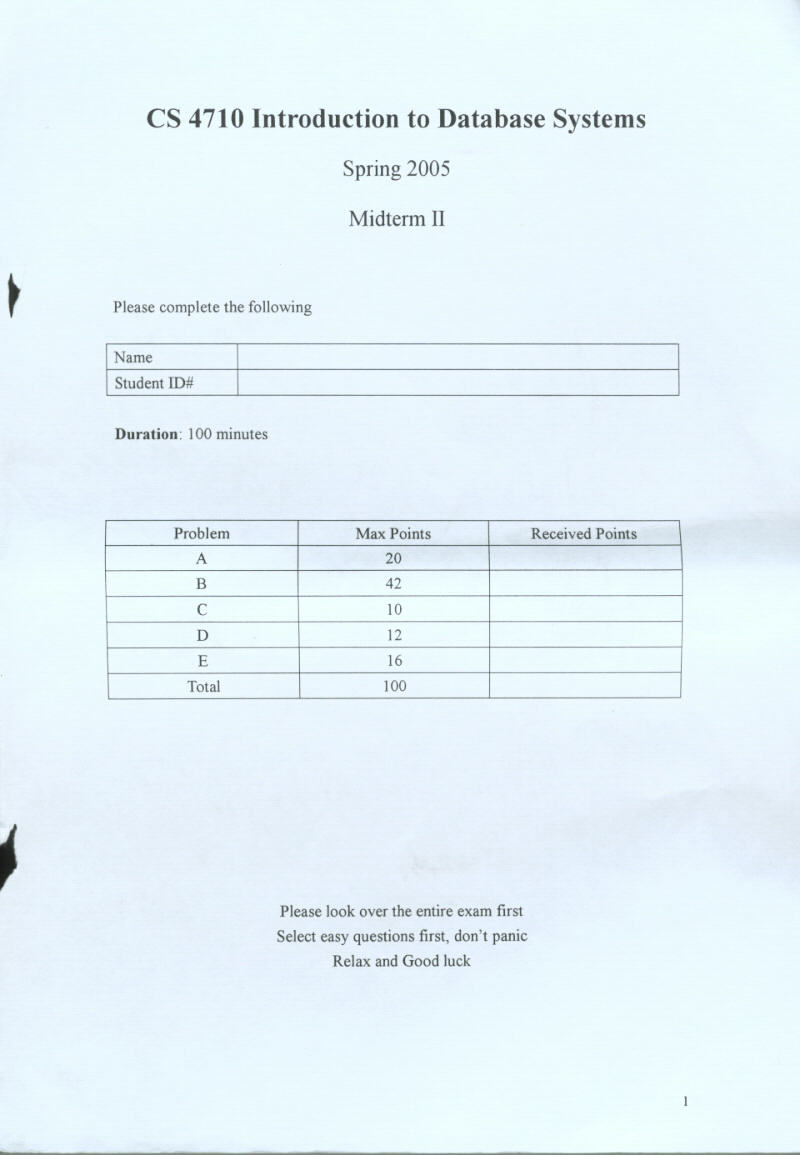 CS 4710 Introduction to Database Systems
Spring 2005
Midterm II
Please complete the following
Name
Student ID#
Duration: 100 minutes
Problem Max Points Received Points
A 20
B 42
C 10
D 12
E 16
Total 100
Please look over the entire exam first
Select easy questions first, don't panic
Relax and Good luck
1